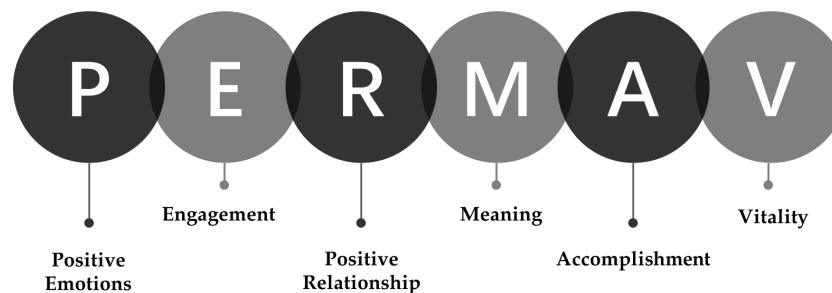 P E R M A V
Engagement
Meaning
Vitality
Positive
Emotions
Positive
Relationship
Accomplishment